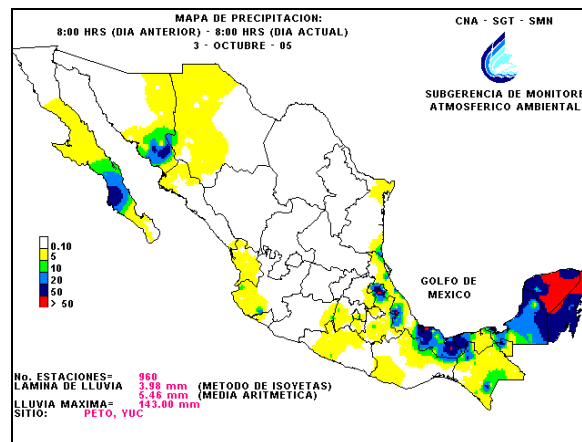 MAPA DE PRECIPITACION:
8:00 HRS (DIA ANTERIOR) - 8:00 HRS (DIA ACTUAL)
3 - OCTUBRE - 05
CNA - SGT - SMN
SUBGERENCIA DE MONITORE
ATMOSFERICO AMBIENTAL
GOLFO DE
MEXICO
0.10
5
10
20
50
> 50
No. ESTACIONES= 960
LAMINA DE LLUVIA 3.98 mm (METODO DE ISOYETAS)
5.46 mm (MEDIA ARITMETICA)
LLUVIA MAXIMA= 143.00 mm
SITIO: PETO, YUC